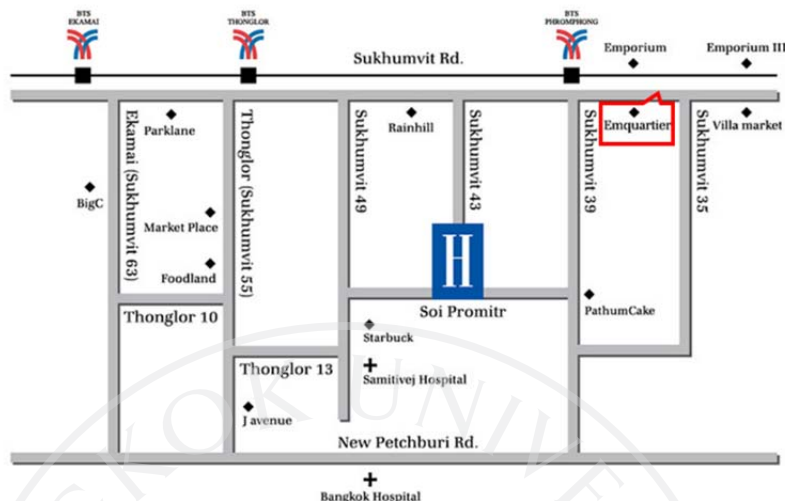 BTS
EKAMAI
BTS
THONGLOR
BTS
PHROMPHONG
Emporium
Emporium III
Sukhumvit Rd.
Ekamai (Sukhumvit 63)
Parklane
BigC
Market Place
Foodland
Thonglor (Sukhumvit 55)
Sukhumvit 49
Rainhill
Sukhumvit 43
Sukhumvit 39
Emquartier
Sukhumvit 35
Villa market
H
Thonglor 10
Soi Promitr
PathumCake
Starbuck
Thonglor 13
Samitivej Hospital
J avenue
New Petchburi Rd.
Bangkok Hospital
KOK UNIVE